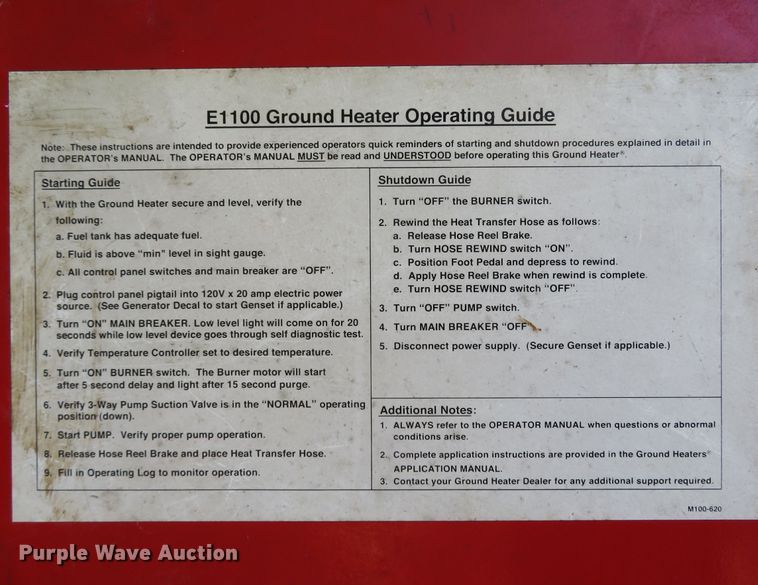 E1100 Ground Heater Operating Guide
Note: These instructions are intended to provide experienced operators quick reminders of starting and shutdown procedures explained in detail in
the OPERATOR's MANUAL. The OPERATOR's MANUAL MUST be read and UNDERSTOOD before operating this Ground Heater®.
Starting Guide
1. With the Ground Heater secure and level, verify the
following:
a. Fuel tank has adequate fuel.
b. Fluid is above "min" level in sight gauge.
c. All control panel switches and main breaker are "OFF".
2. Plug control panel pigtail into 120V x 20 amp electric power
source. (See Generator Decal to start Genset if applicable.)
3. Turn "ON" MAIN BREAKER. Low level light will come on for 20
seconds while low level device goes through self diagnostic test.
4. Verify Temperature Controller set to desired temperature.
5. Turn "ON" BURNER switch. The Burner motor will start
after 5 second delay and light after 15 second purge.
6. Verify 3-Way Pump Suction Valve is in the "NORMAL" operating
position (down).
7. Start PUMP. Verify proper pump operation.
8. Release Hose Reel Brake and place Heat Transfer Hose.
9. Fill in Operating Log to monitor operation.
Shutdown Guide
1. Turn "OFF" the BURNER switch.
2. Rewind the Heat Transfer Hose as follows:
a. Release Hose Reel Brake.
b. Turn HOSE REWIND switch "ON".
c. Position Foot Pedal and depress to rewind.
d. Apply Hose Reel Brake when rewind is complete.
e. Turn HOSE REWIND switch "OFF".
3. Turn "OFF" PUMP switch.
4. Turn MAIN BREAKER "OFF".
5. Disconnect power supply. (Secure Genset if applicable.)
Additional Notes:
1. ALWAYS refer to the OPERATOR MANUAL when questions or abnormal
conditions arise.
2. Complete application instructions are provided in the Ground Heaters®
APPLICATION MANUAL.
3. Contact your Ground Heater Dealer for any additional support required.
M100-620
Purple Wave Auction